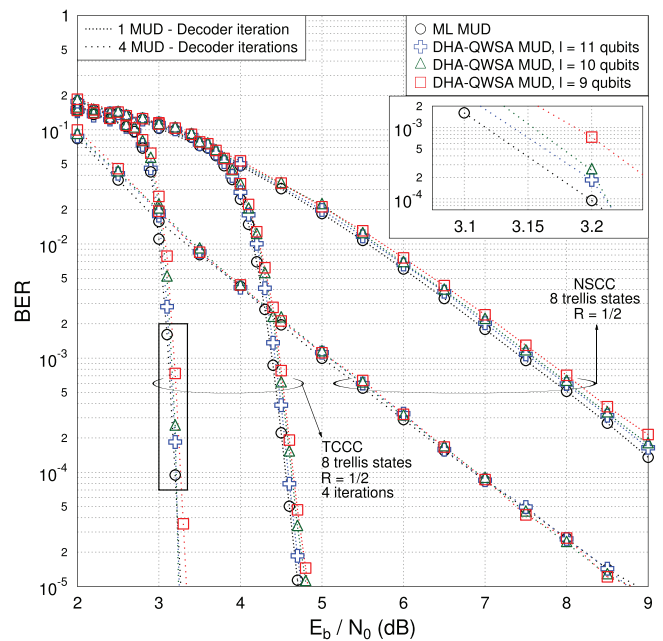 1 MUD - Decoder iteration
4 MUD - Decoder iterations
ML MUD
DHA-QWSA MUD, l = 11 qubits
DHA-QWSA MUD, l = 10 qubits
DHA-QWSA MUD, l = 9 qubits
1
5
2
10^-1
5
2
10^-2
5
2
10^-3
5
2
10^-4
5
2
10^-5
BER
2
10^-3
5
2
10^-4
3.1
3.15
3.2
NSCC
8 trellis states
R = 1/2
TCCC
8 trellis states
R = 1/2
4 iterations
2 3 4 5 6 7 8 9
E_b / N_0 (dB)